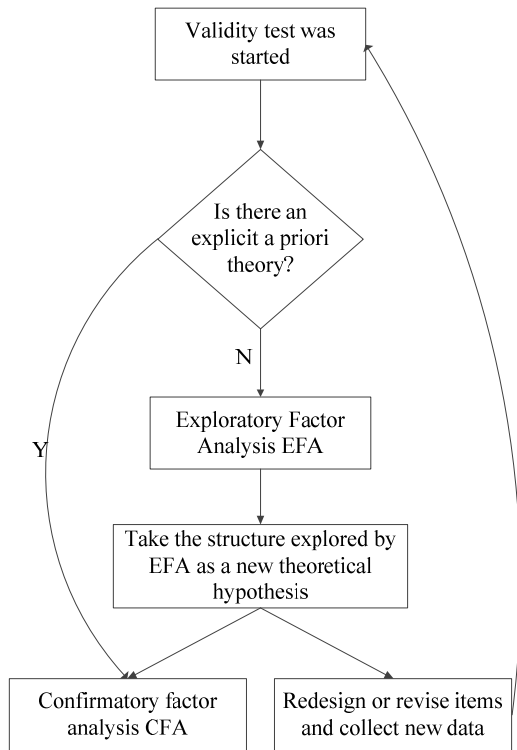 Validity test was
started
Is there an
explicit a priori
theory?
N
Exploratory Factor
Analysis EFA
Y
Take the structure explored by
EFA as a new theoretical
hypothesis
Confirmatory factor
analysis CFA
Redesign or revise items
and collect new data